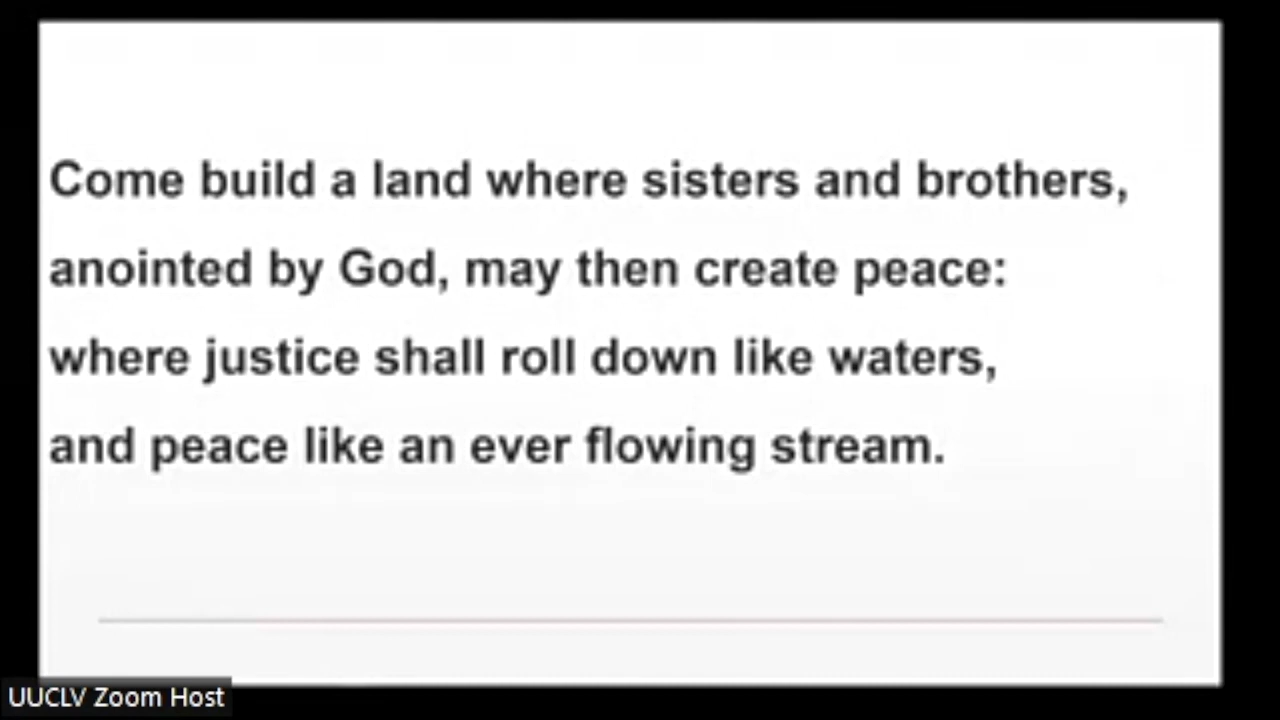 Come build a land where sisters and brothers,
anointed by God, may then create peace:
where justice shall roll down like waters,
and peace like an ever flowing stream.
UUCLV Zoom Host